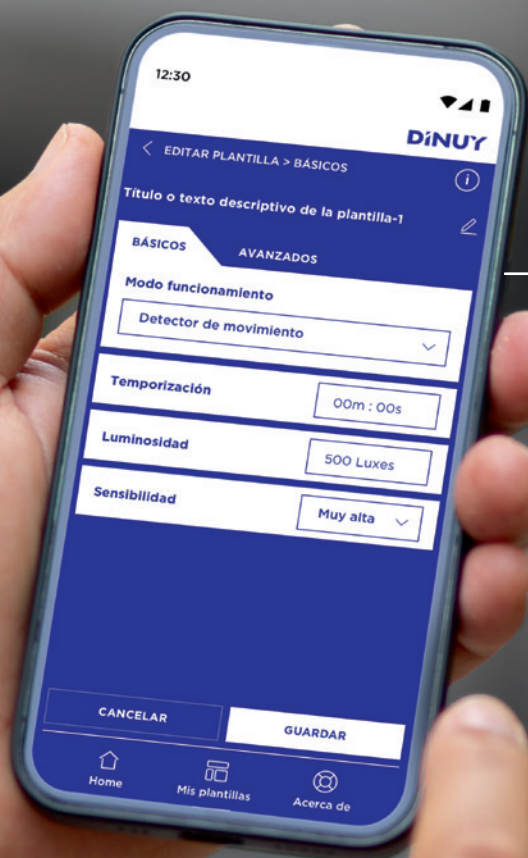 12:30
DiNUY
EDITAR PLANTILLA > BÁSICOS
Título o texto descriptivo de la plantilla-1
BÁSICOS
AVANZADOS
Modo funcionamiento
Detector de movimiento
Temporización
00m : 00s
Luminosidad
500 Luxes
Sensibilidad
Muy alta
CANCELAR
GUARDAR
Home
Mis plantillas
Acerca de